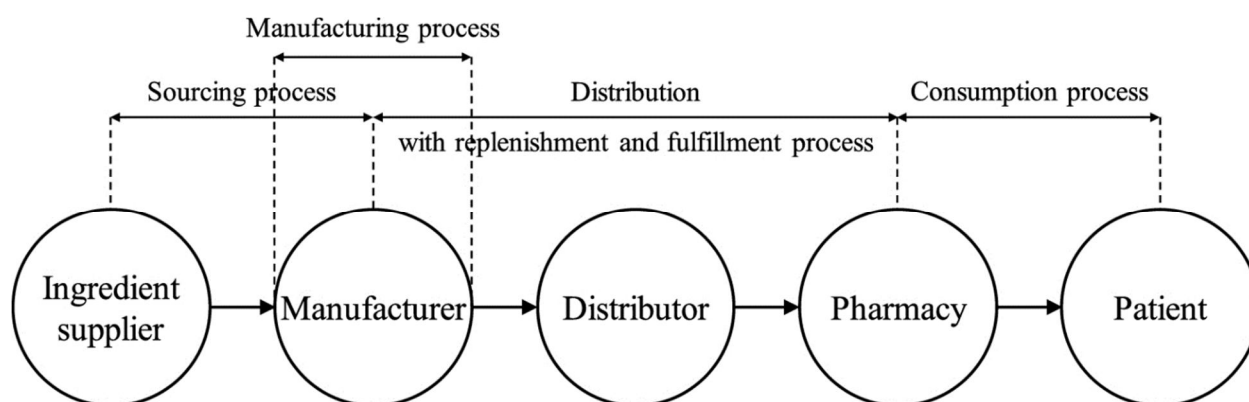 Manufacturing process
Sourcing process
Distribution
Consumption process
with replenishment and fulfillment process
Ingredient
supplier
Manufacturer
Distributor
Pharmacy
Patient